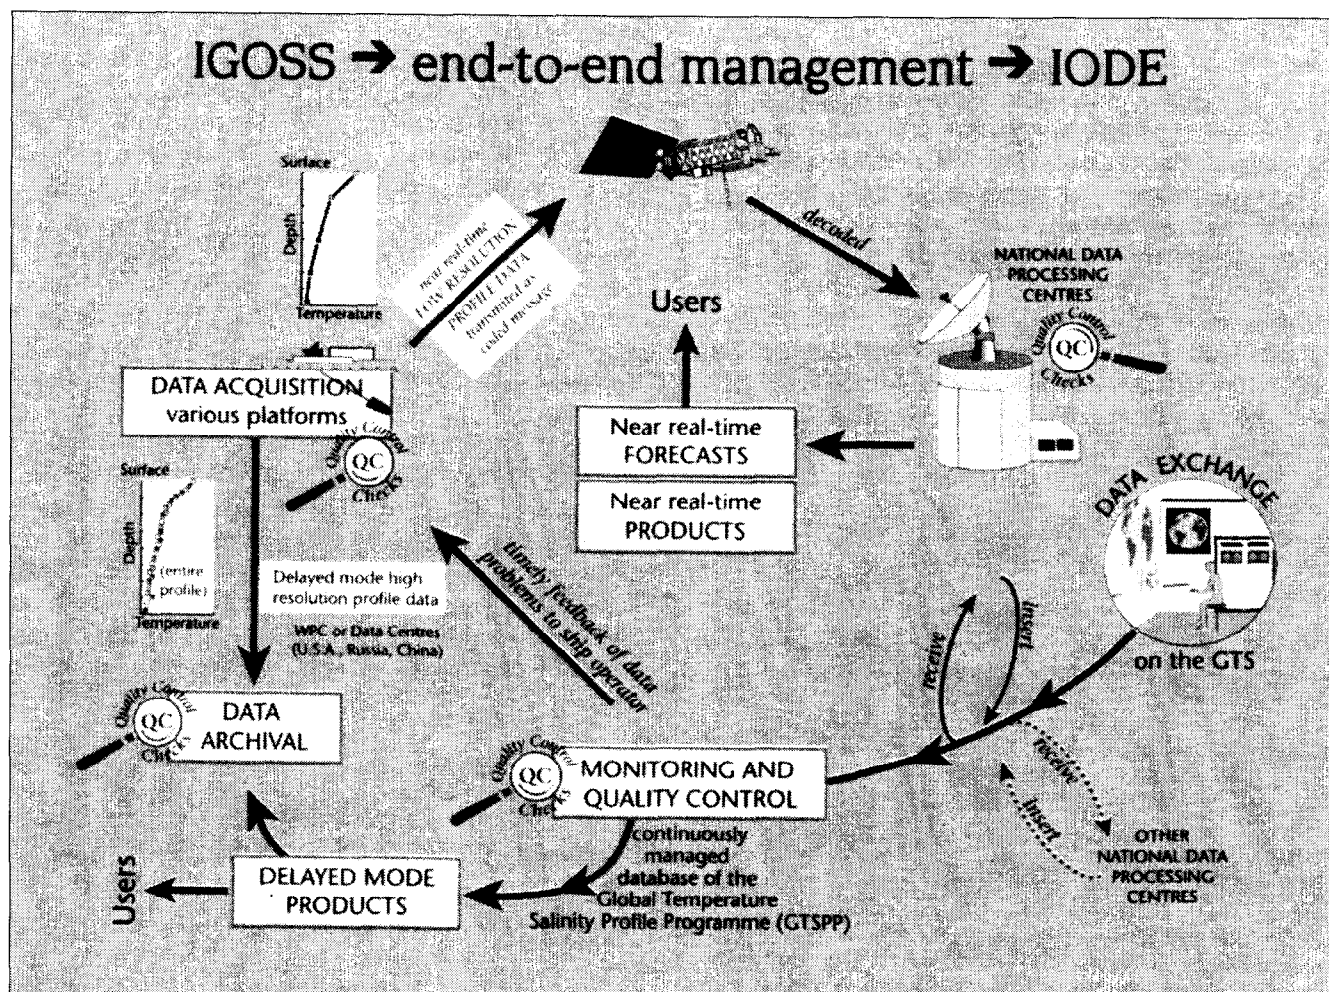 IGOSS → end-to-end management → IODE
Surface
Depth
Temperature
near real-time
LOW RESOLUTION
PROFILE DATA
transmitted as
coded message
decoded
NATIONAL DATA
PROCESSING
CENTRES
Quality Control
QC
Checks
Users
Near real-time
FORECASTS
Near real-time
PRODUCTS
DATA ACQUISITION
various platforms
Quality Control
QC
Checks
Surface
Depth
(entire
profile)
Temperature
Delayed mode high
resolution profile data
WPC or Data Centres
(U.S.A., Russia, China)
timely feedback of data
problems to ship operator
DATA EXCHANGE
on the GTS
receive
Insert
receive
Insert
OTHER
NATIONAL DATA
PROCESSING
CENTRES
Quality Control
QC
Checks
DATA
ARCHIVAL
Quality Control
QC
Checks
MONITORING AND
QUALITY CONTROL
continuously
managed
database of the
Global Temperature
Salinity Profile Programme (GTSPP)
DELAYED MODE
PRODUCTS
Users